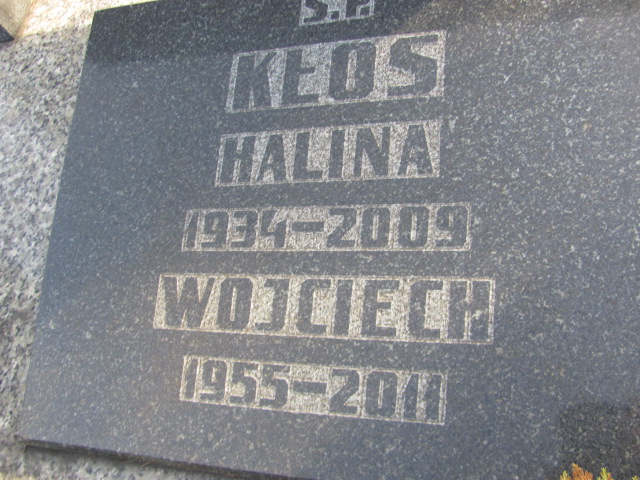 Ś.P.
KŁOS
HALINA
1934-2009
WOJCIECH
1955-2011